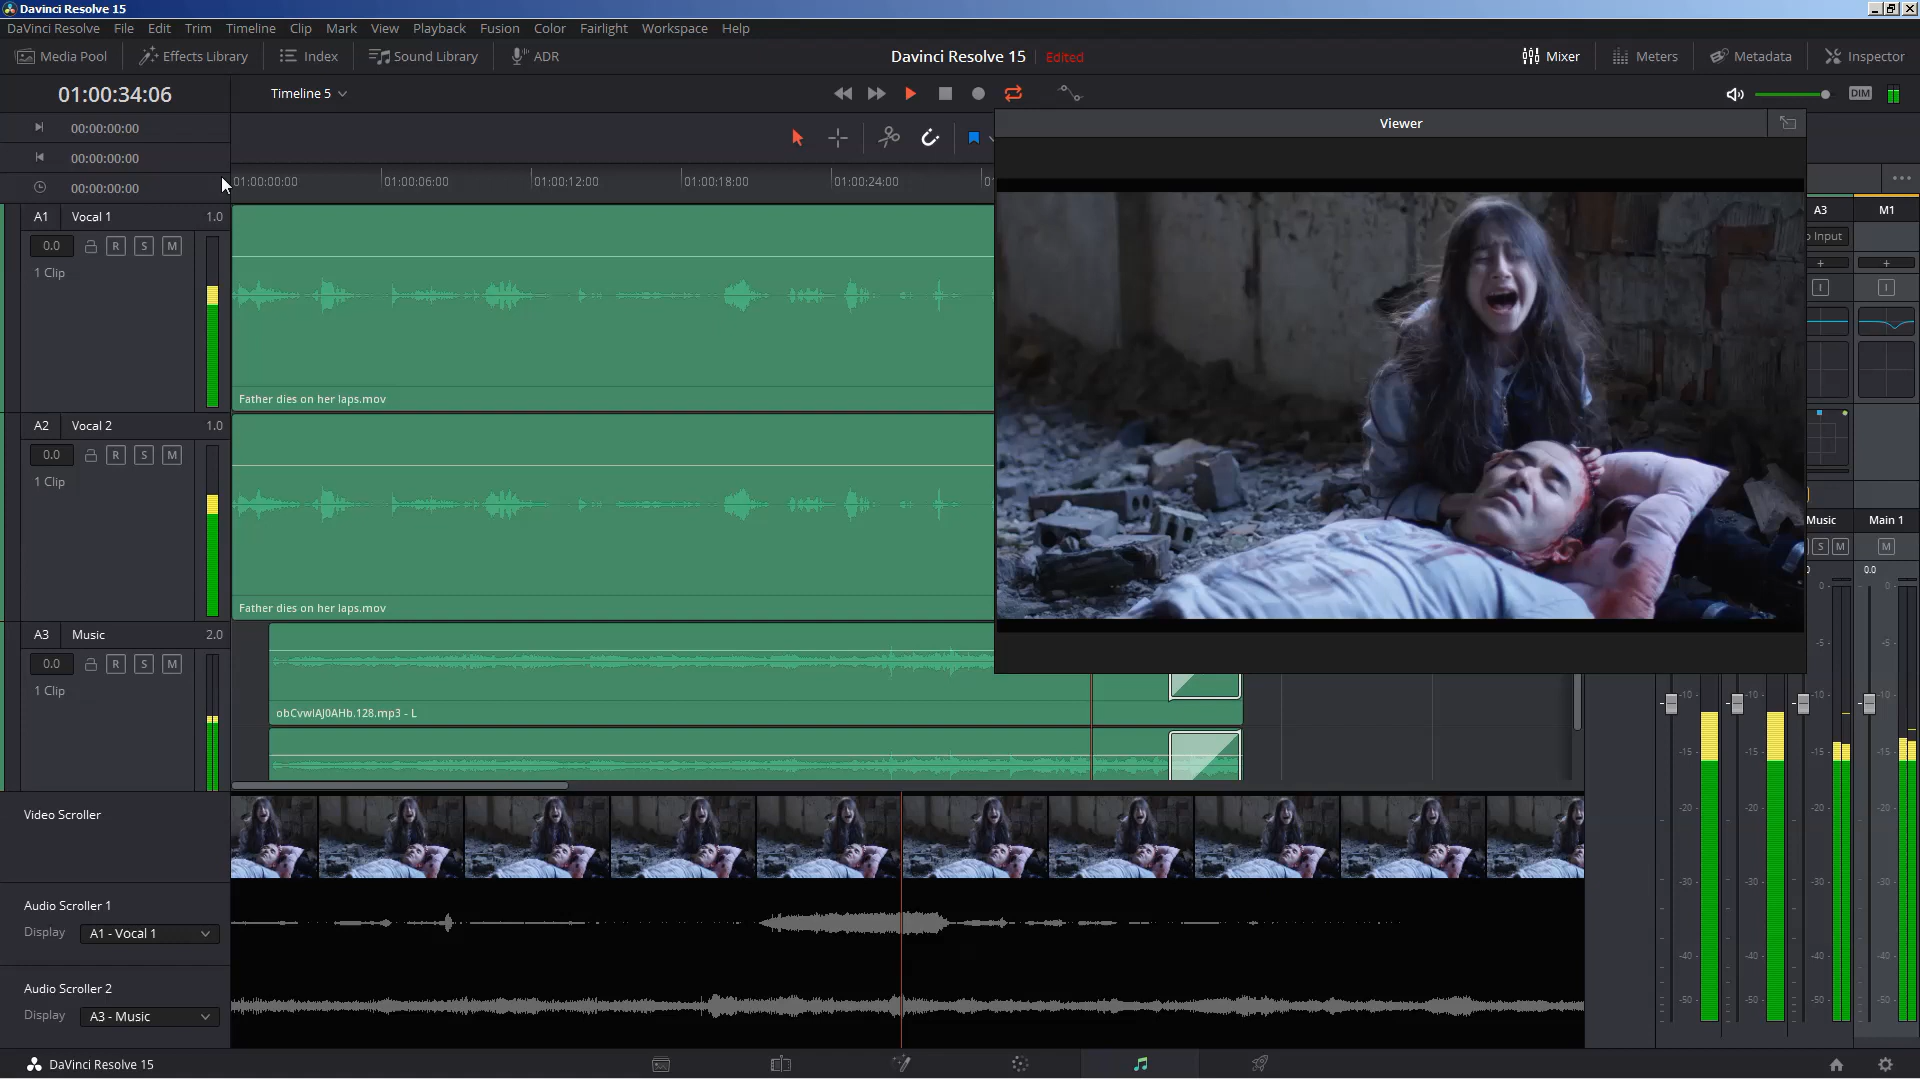 Davinci Resolve 15
DaVinci Resolve File Edit Trim Timeline Clip Mark View Playback Fusion Color Fairlight Workspace Help
Media Pool Effects Library Index Sound Library ADR Davinci Resolve 15 Edited Mixer Meters Metadata Inspector
01:00:34:06 Timeline 5 DIM
00:00:00:00
00:00:00:00
00:00:00:00
Viewer
01:00:00:00 01:00:06:00 01:00:12:00 01:00:18:00 01:00:24:00
A1 Vocal 1 1.0
0.0 R S M
1 Clip
Father dies on her laps.mov
A2 Vocal 2 1.0
0.0 R S M
1 Clip
Father dies on her laps.mov
A3 Music 2.0
0.0 R S M
1 Clip
obCvwIAJ0AHb.128.mp3 - L
A3 M1
Input
+ +
I I
Music Main 1
S M M
0.0
0 0
-5 -5
-10 -10 -10 -10
-15 -15 -15 -15
-20 -20 -20 -20
-30 -30 -30 -30
-40 -40 -40 -40
-50 -50 -50 -50
Video Scroller
Audio Scroller 1
Display A1 - Vocal 1
Audio Scroller 2
Display A3 - Music
DaVinci Resolve 15